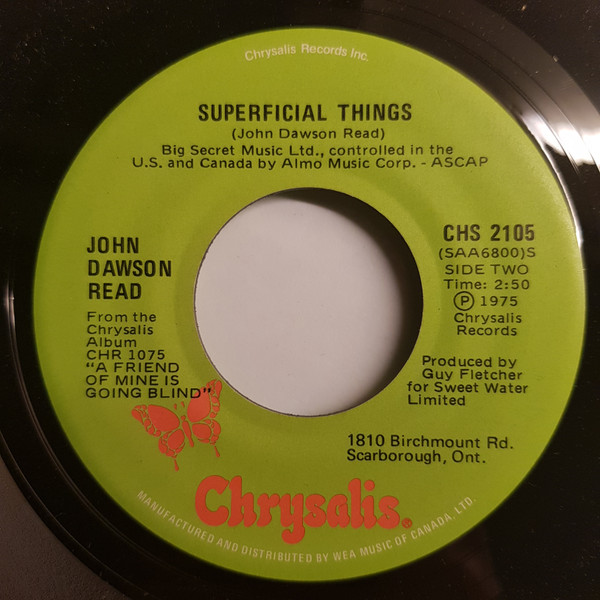 Chrysalis Records Inc.
SUPERFICIAL THINGS
(John Dawson Read)
Big Secret Music Ltd., controlled in the
U.S. and Canada by Almo Music Corp. - ASCAP
JOHN
DAWSON
READ
From the
Chrysalis
Album
CHR 1075
"A FRIEND
OF MINE IS
GOING BLIND"
CHS 2105
(SAA6800)S
SIDE TWO
Time: 2:50
Ⓟ 1975
Chrysalis
Records
Produced by
Guy Fletcher
for Sweet Water
Limited
1810 Birchmount Rd.
Scarborough, Ont.
Chrysalis®
MANUFACTURED AND DISTRIBUTED BY WEA MUSIC OF CANADA, LTD.